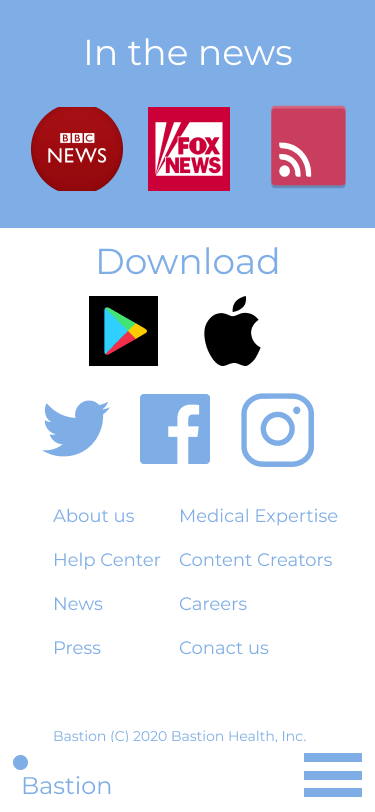 In the news
BBC
NEWS
FOX
NEWS
Download
About us
Medical Expertise
Help Center
Content Creators
News
Careers
Press
Conact us
Bastion (C) 2020 Bastion Health, Inc.
Bastion